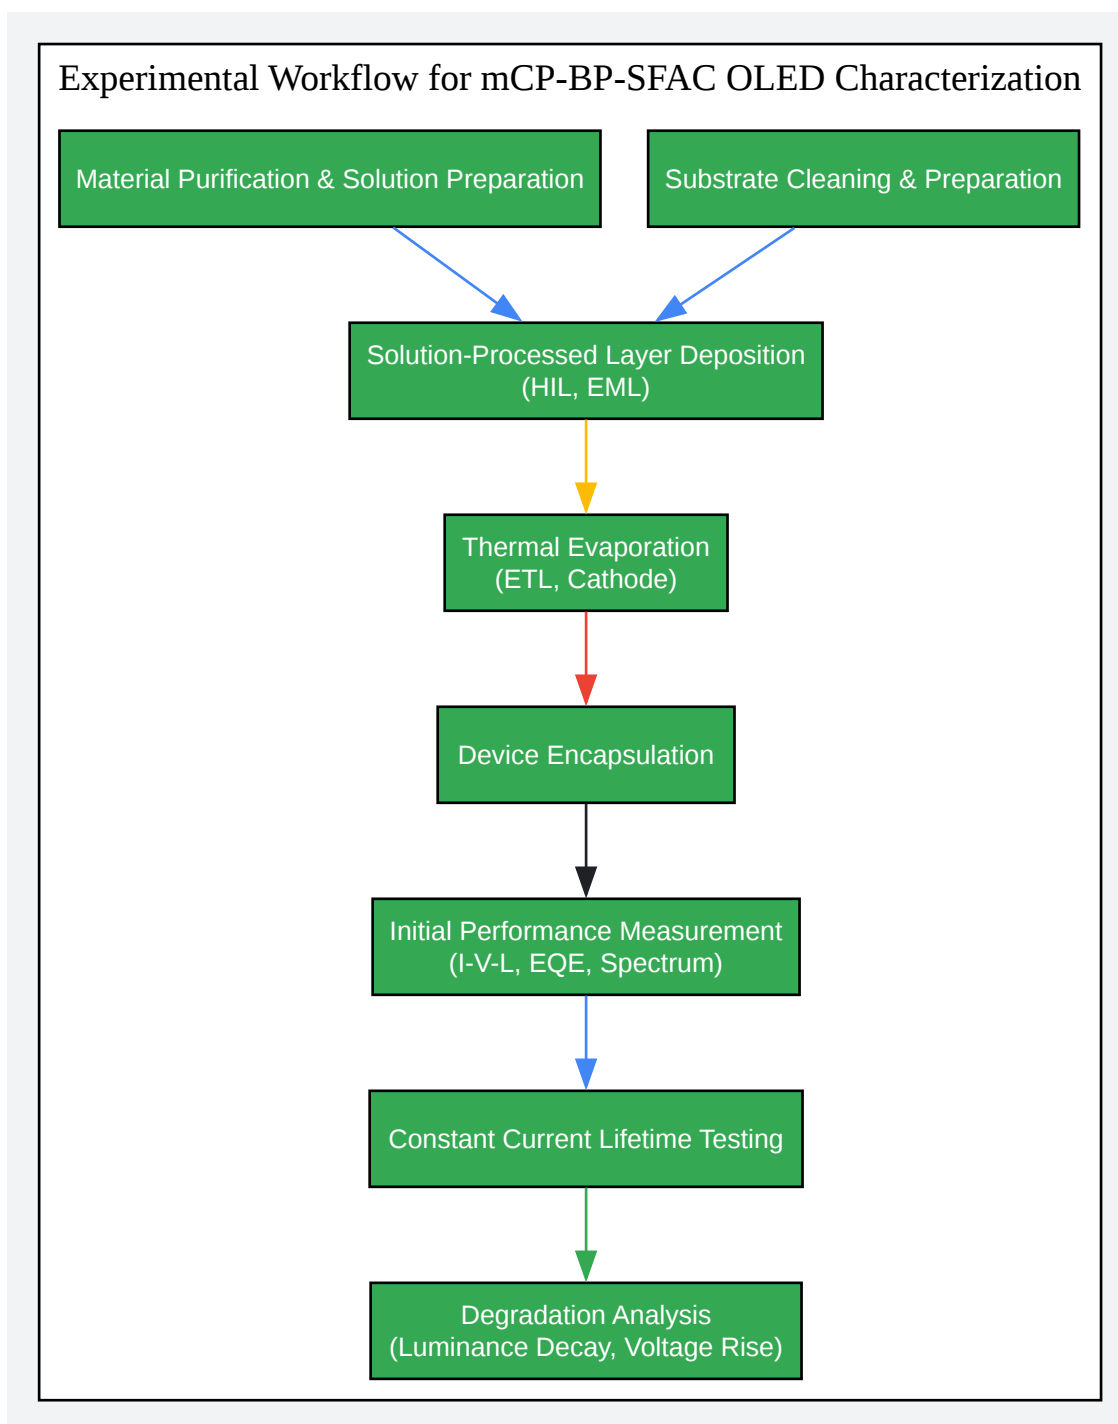 Experimental Workflow for mCP-BP-SFAC OLED Characterization
Material Purification & Solution Preparation
Substrate Cleaning & Preparation
Solution-Processed Layer Deposition
(HIL, EML)
Thermal Evaporation
(ETL, Cathode)
Device Encapsulation
Initial Performance Measurement
(I-V-L, EQE, Spectrum)
Constant Current Lifetime Testing
Degradation Analysis
(Luminance Decay, Voltage Rise)